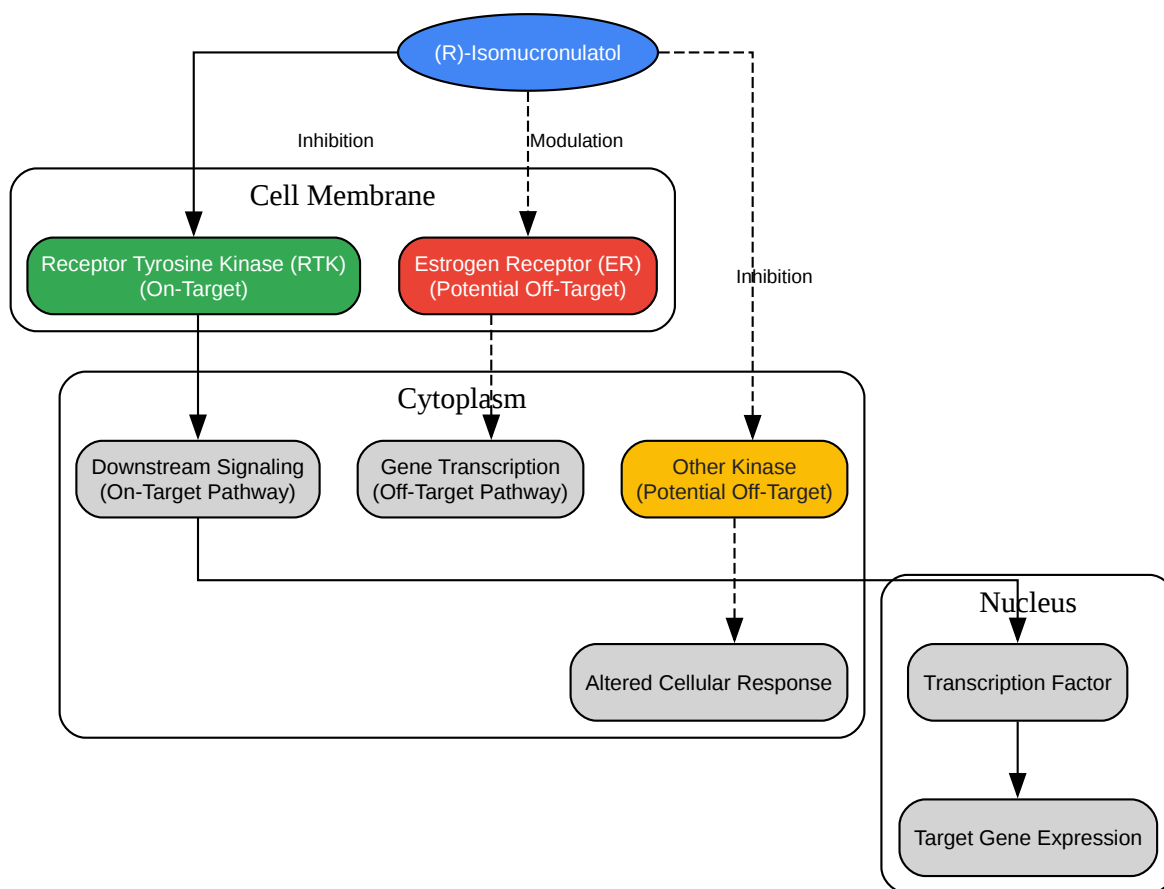 (R)-Isomucronulatol
Inhibition
Modulation
Cell Membrane
Receptor Tyrosine Kinase (RTK)
(On-Target)
Estrogen Receptor (ER)
(Potential Off-Target)
Inhibition
Cytoplasm
Downstream Signaling
(On-Target Pathway)
Gene Transcription
(Off-Target Pathway)
Other Kinase
(Potential Off-Target)
Nucleus
Altered Cellular Response
Transcription Factor
Target Gene Expression